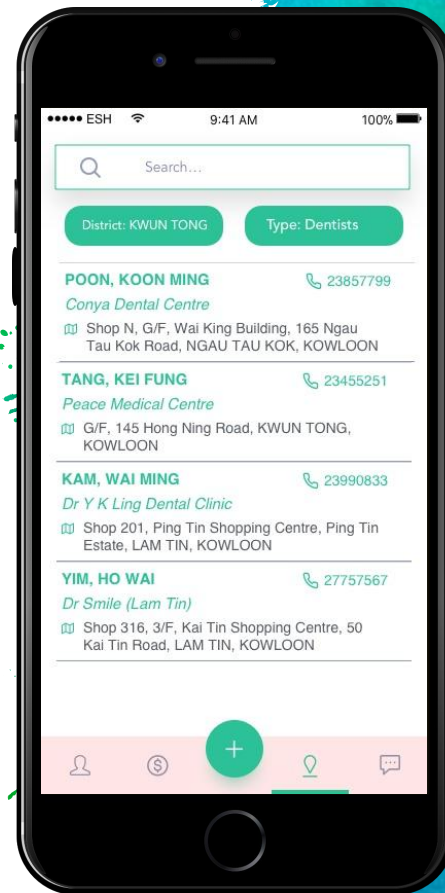 ESH 9:41 AM 100%
Search...
District: KWUN TONG Type: Dentists
POON, KOON MING 23857799
Conya Dental Centre
Shop N, G/F, Wai King Building, 165 Ngau
Tau Kok Road, NGAU TAU KOK, KOWLOON
TANG, KEI FUNG 23455251
Peace Medical Centre
G/F, 145 Hong Ning Road, KWUN TONG,
KOWLOON
KAM, WAI MING 23990833
Dr Y K Ling Dental Clinic
Shop 201, Ping Tin Shopping Centre, Ping Tin
Estate, LAM TIN, KOWLOON
YIM, HO WAI 27757567
Dr Smile (Lam Tin)
Shop 316, 3/F, Kai Tin Shopping Centre, 50
Kai Tin Road, LAM TIN, KOWLOON